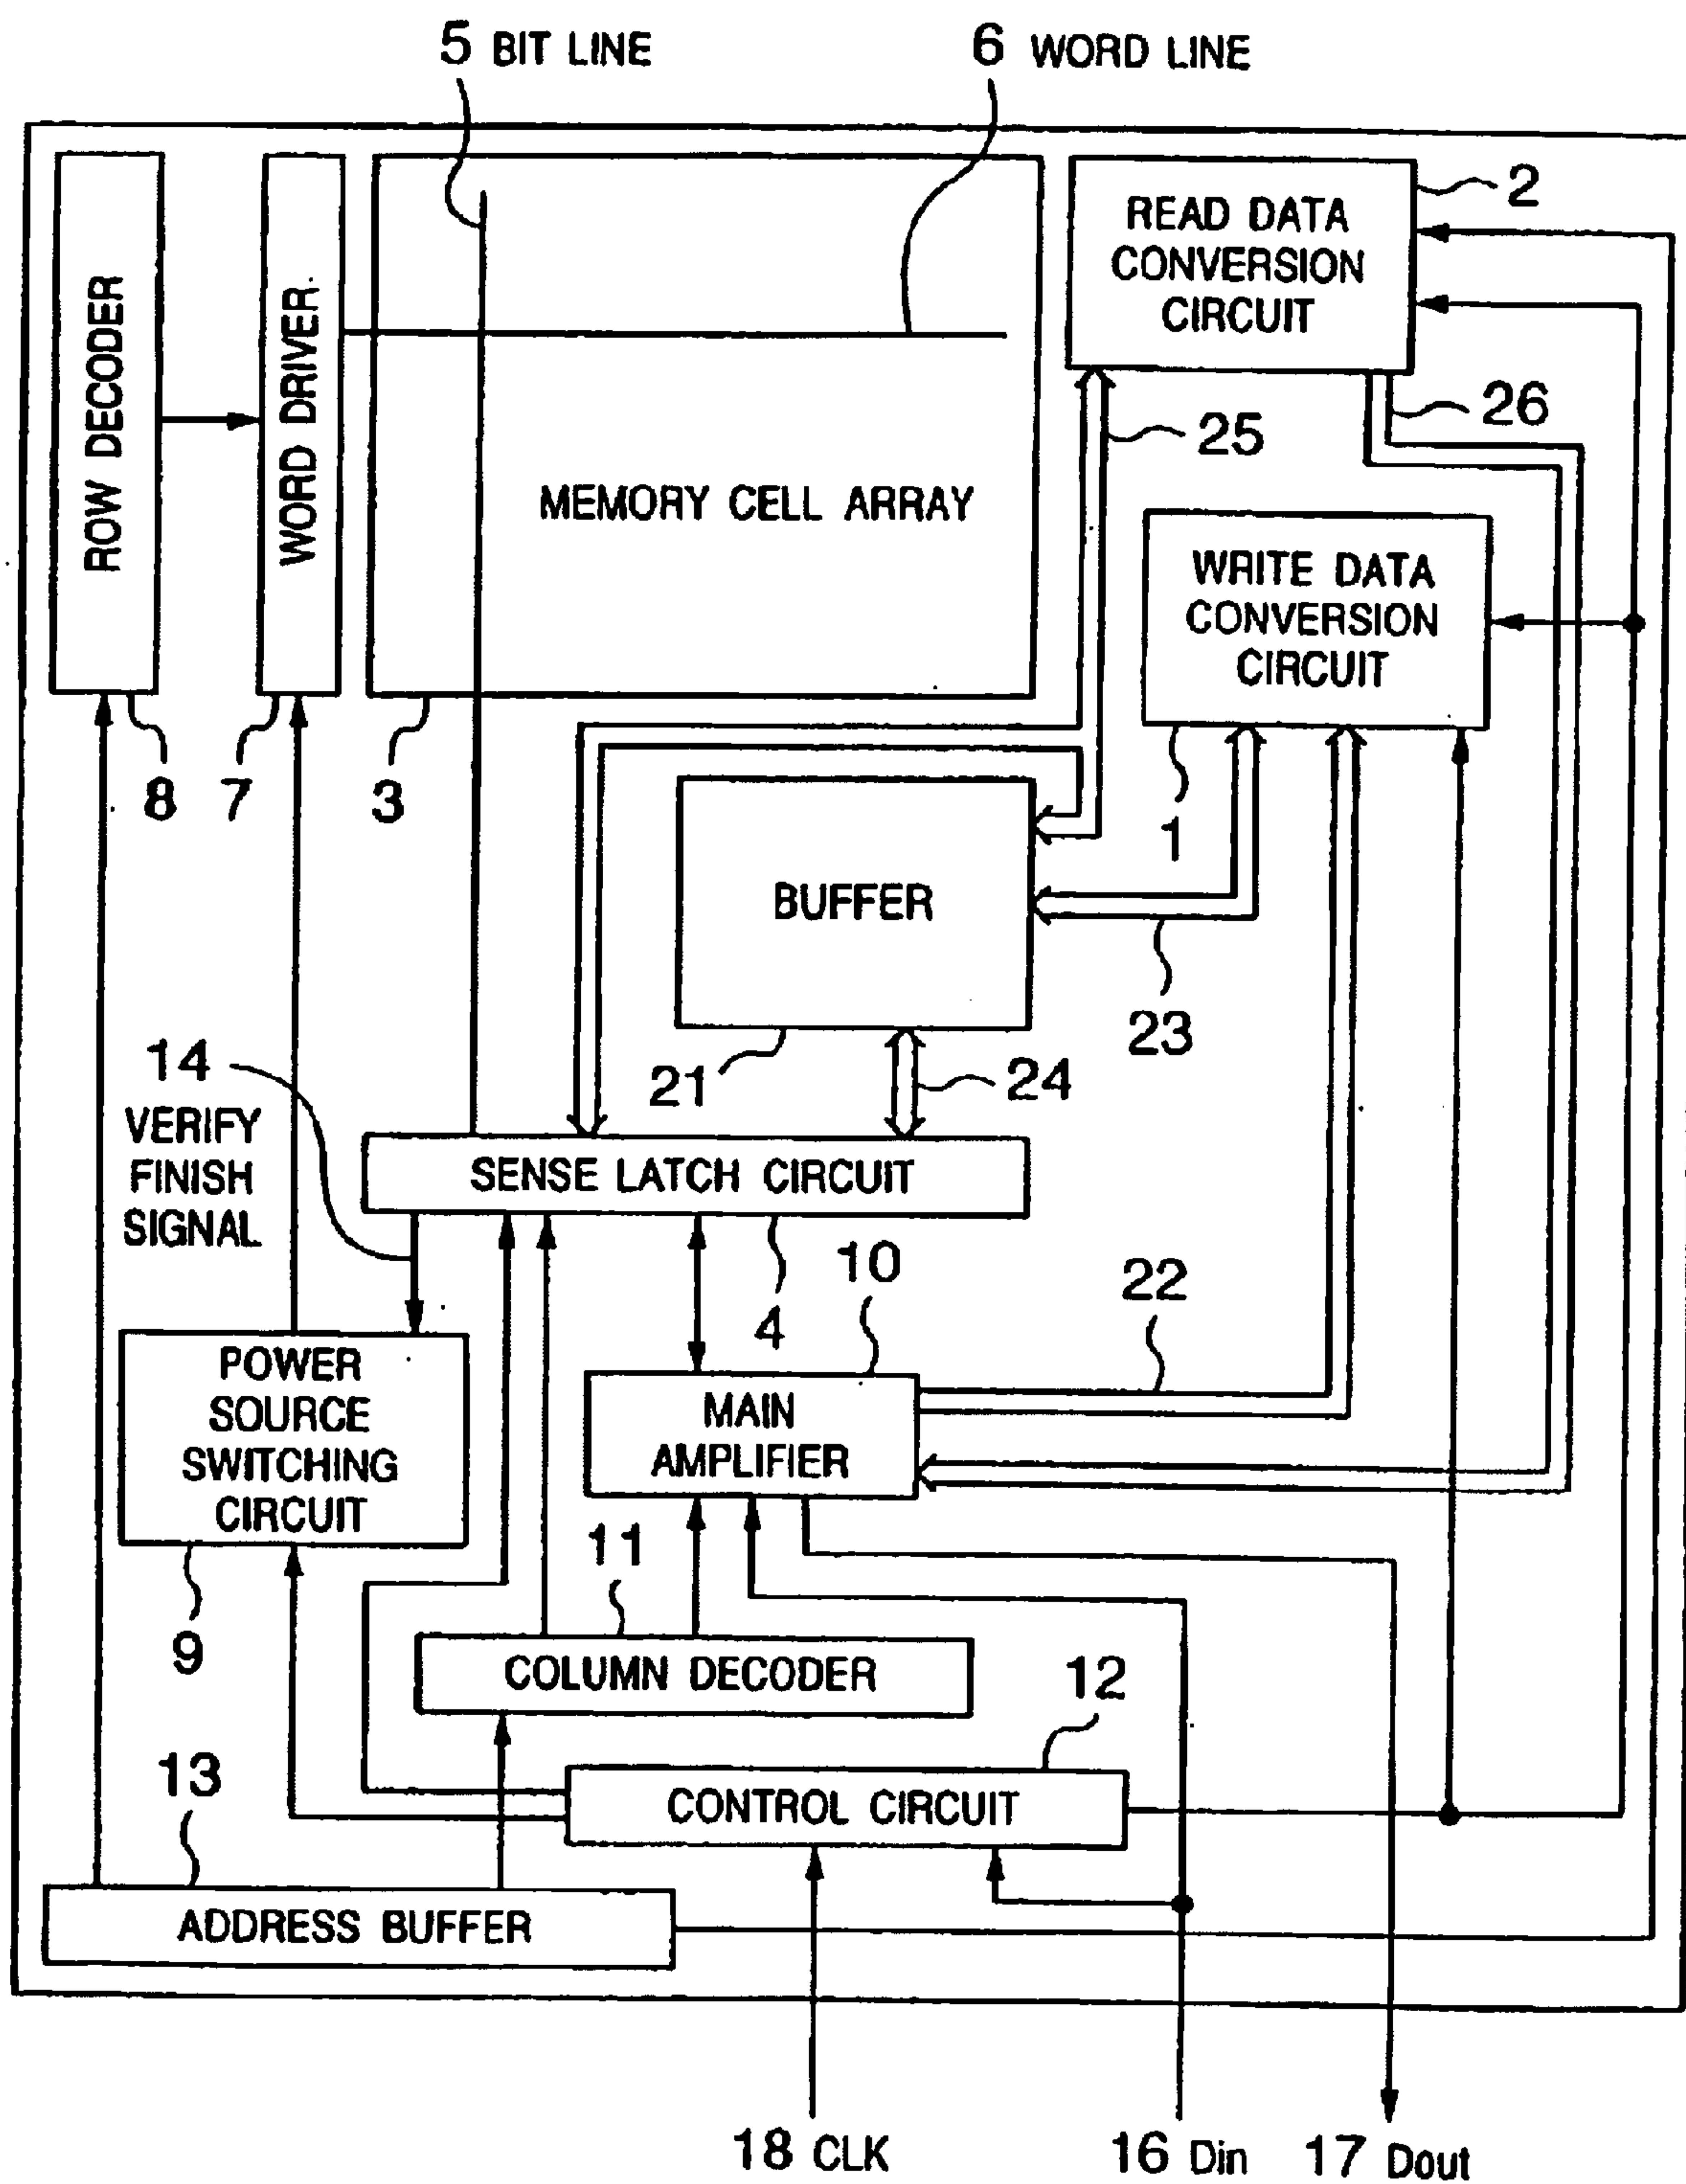 5 BIT LINE
6 WORD LINE
ROW DECODER
WORD DRIVER
MEMORY CELL ARRAY
READ DATA
CONVERSION
CIRCUIT
2
26
25
WRITE DATA
CONVERSION
CIRCUIT
8
7
3
1
BUFFER
23
14
21
24
VERIFY
FINISH
SIGNAL
SENSE LATCH CIRCUIT
10
22
4
POWER
SOURCE
SWITCHING
CIRCUIT
MAIN
AMPLIFIER
11
9
COLUMN DECODER
12
13
CONTROL CIRCUIT
ADDRESS BUFFER
18 CLK
16 Din
17 Dout